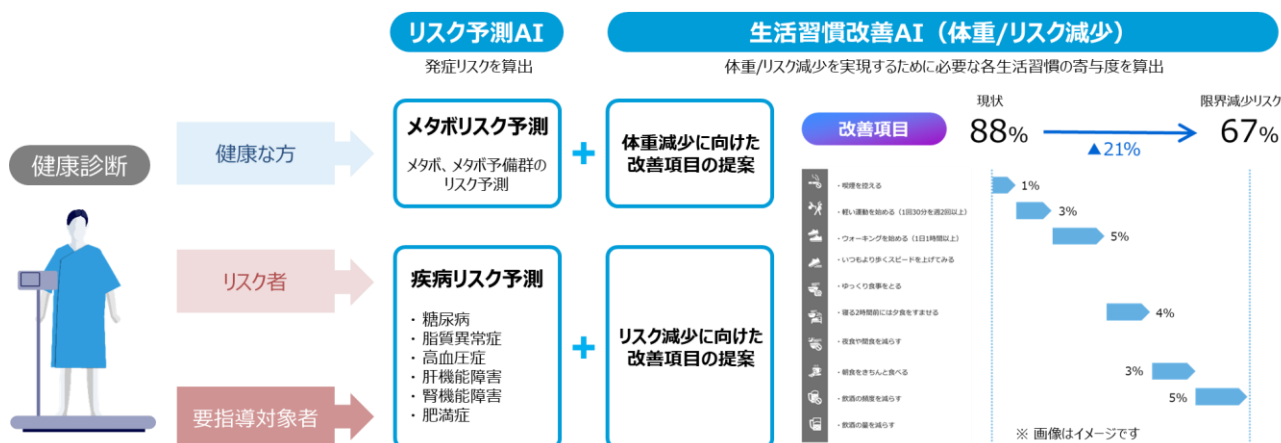 リスク予測AI
発症リスクを算出
生活習慣改善AI（体重/リスク減少）
体重/リスク減少を実現するために必要な各生活習慣の寄与度を算出
健康診断
健康な方
メタボリスク予測
メタボ、メタボ予備群の
リスク予測
+
体重減少に向けた
改善項目の提案
リスク者
要指導対象者
疾病リスク予測
・糖尿病
・脂質異常症
・高血圧症
・肝機能障害
・腎機能障害
・肥満症
+
リスク減少に向けた
改善項目の提案
改善項目
現状
88%
▲21%
限界減少リスク
67%
・喫煙を控える
1%
・軽い運動を始める（1回30分を週2回以上）
3%
・ウォーキングを始める（1日1時間以上）
5%
・いつもより歩くスピードを上げてみる
・ゆっくり食事をとる
・寝る2時間前には夕食をすませる
4%
・夜食や間食を減らす
・朝食をきちんと食べる
3%
・飲酒の頻度を減らす
5%
・飲酒の量を減らす
※ 画像はイメージです